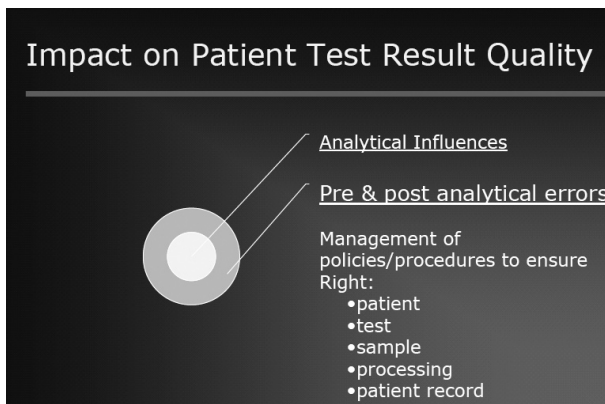 Impact on Patient Test Result Quality
Analytical Influences
Pre & post analytical errors
Management of
policies/procedures to ensure
Right:
•patient
•test
•sample
•processing
•patient record